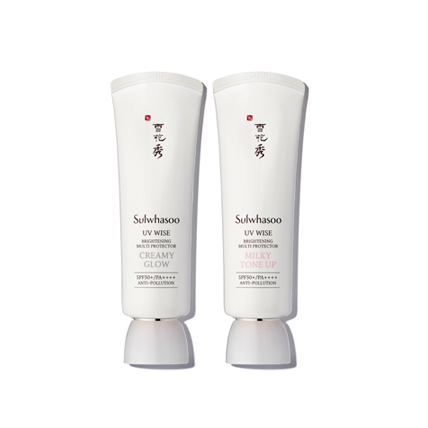 雪花秀
Sulwhasoo
UV WISE
BRIGHTENING
MULTI PROTECTOR
CREAMY
GLOW
SPF50+/PA++++
ANTI-POLLUTION
雪花秀
Sulwhasoo
UV WISE
BRIGHTENING
MULTI PROTECTOR
MILKY
TONE UP
SPF50+/PA++++
ANTI-POLLUTION